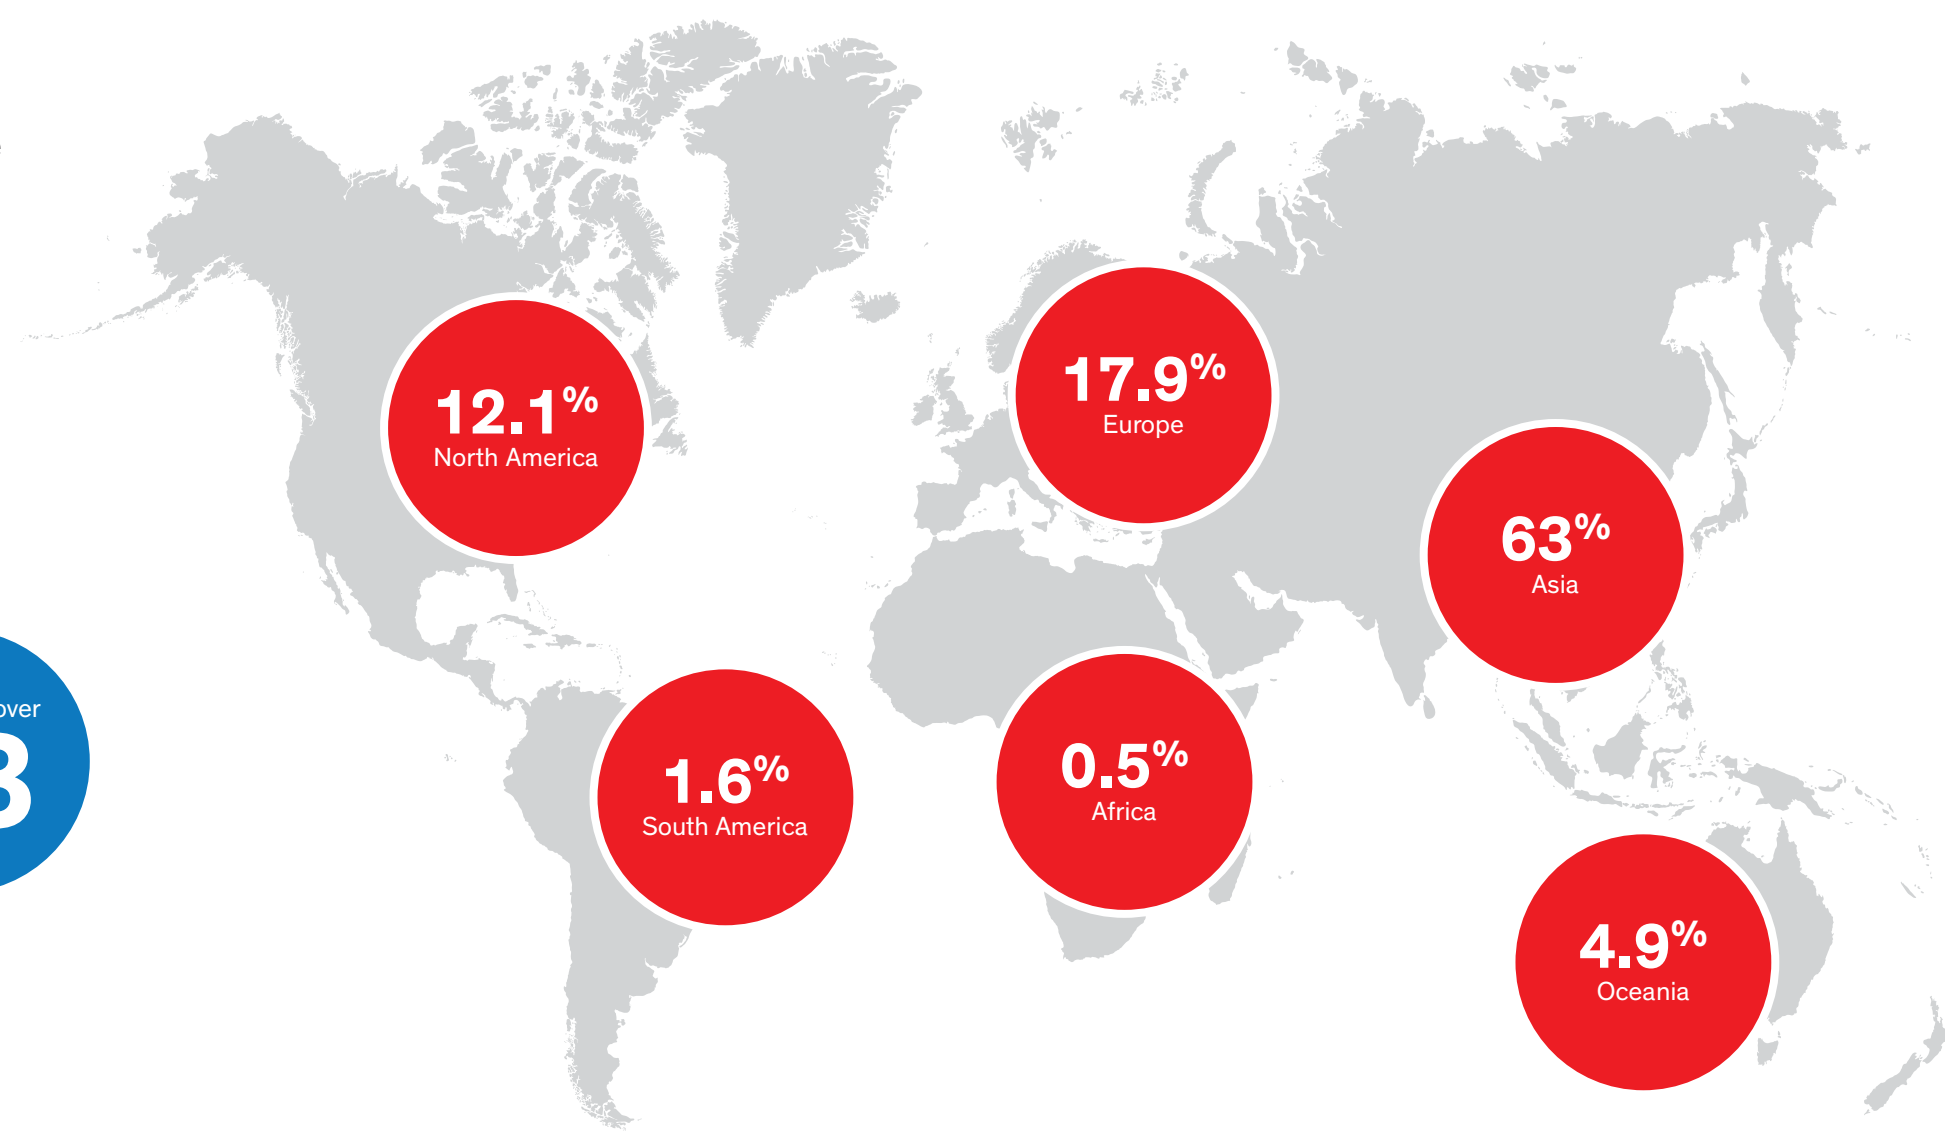 17.9%
Europe
12.1%
North America
63%
Asia
over
3
0.5%
Africa
1.6%
South America
4.9%
Oceania